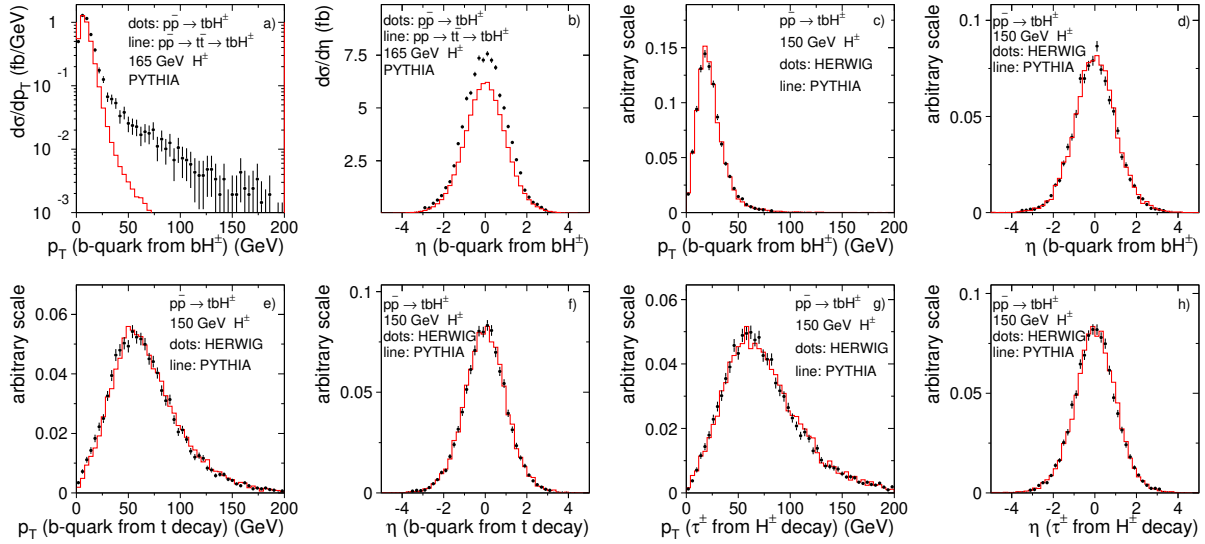 dσ/dp_T (fb/GeV)
1
10⁻¹
10⁻²
10⁻³
dots: pp̄ → tbH±
a)
line: pp̄ → tt̄ → tbH±
165 GeV H±
PYTHIA
0 50 100 150 200
p_T (b-quark from bH±) (GeV)
dσ/dη (fb)
7.5
5
2.5
dots: pp̄ → tbH±
b)
line: pp̄ → tt̄ → tbH±
165 GeV H±
PYTHIA
-4 -2 0 2 4
η (b-quark from bH±)
arbitrary scale
0.15
0.10
0.05
0
pp̄ → tbH±
c)
150 GeV H±
dots: HERWIG
line: PYTHIA
0 50 100 150 200
p_T (b-quark from bH±) (GeV)
arbitrary scale
0.1
0.05
0
pp̄ → tbH±
d)
150 GeV H±
dots: HERWIG
line: PYTHIA
-4 -2 0 2 4
η (b-quark from bH±)
arbitrary scale
0.06
0.04
0.02
0
pp̄ → tbH±
e)
150 GeV H±
dots: HERWIG
line: PYTHIA
0 50 100 150 200
p_T (b-quark from t decay) (GeV)
arbitrary scale
0.1
0.05
0
pp̄ → tbH±
f)
150 GeV H±
dots: HERWIG
line: PYTHIA
-4 -2 0 2 4
η (b-quark from t decay)
arbitrary scale
0.06
0.04
0.02
0
pp̄ → tbH±
g)
150 GeV H±
dots: HERWIG
line: PYTHIA
0 50 100 150 200
p_T (τ± from H± decay) (GeV)
arbitrary scale
0.1
0.05
0
pp̄ → tbH±
h)
150 GeV H±
dots: HERWIG
line: PYTHIA
-4 -2 0 2 4
η (τ± from H± decay)